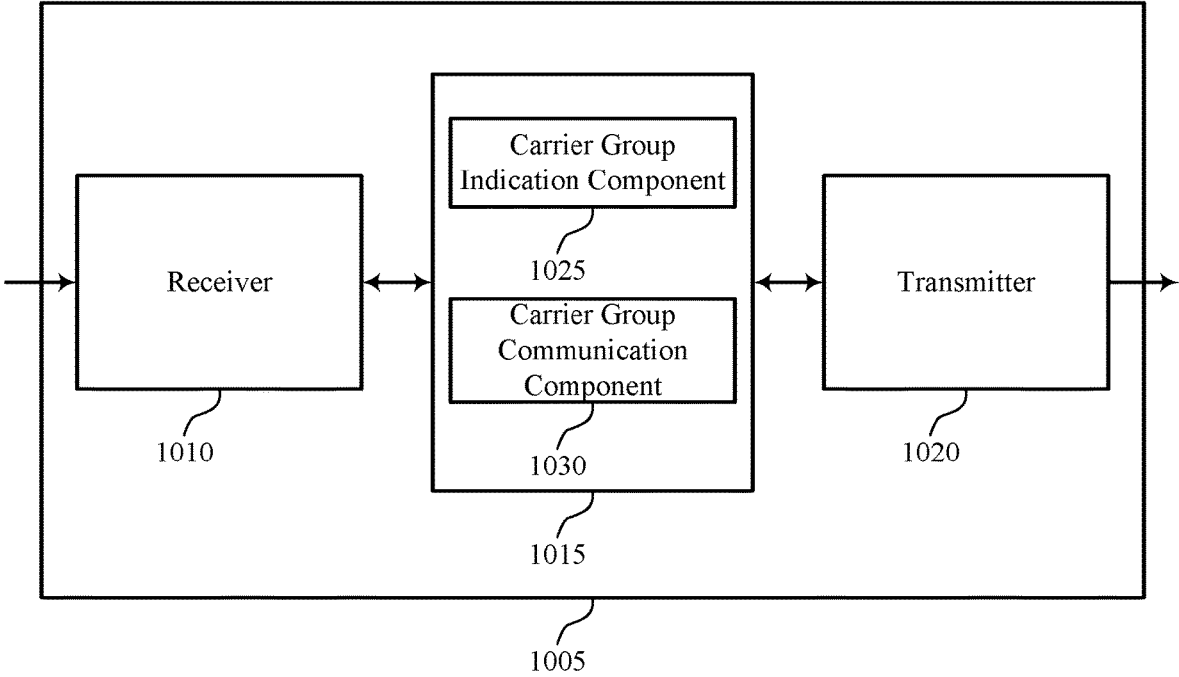 Carrier Group
Indication Component
1025
Receiver
Transmitter
Carrier Group
Communication
Component
1010
1030
1020
1015
1005